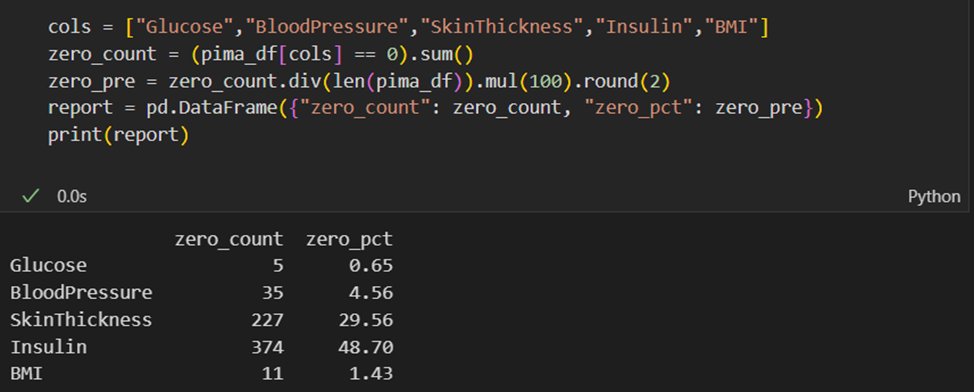 cols = ["Glucose","BloodPressure","SkinThickness","Insulin","BMI"]
zero_count = (pima_df[cols] == 0).sum()
zero_pre = zero_count.div(len(pima_df)).mul(100).round(2)
report = pd.DataFrame({"zero_count": zero_count, "zero_pct": zero_pre})
print(report)
✓ 0.0s Python
zero_count zero_pct
Glucose 5 0.65
BloodPressure 35 4.56
SkinThickness 227 29.56
Insulin 374 48.70
BMI 11 1.43